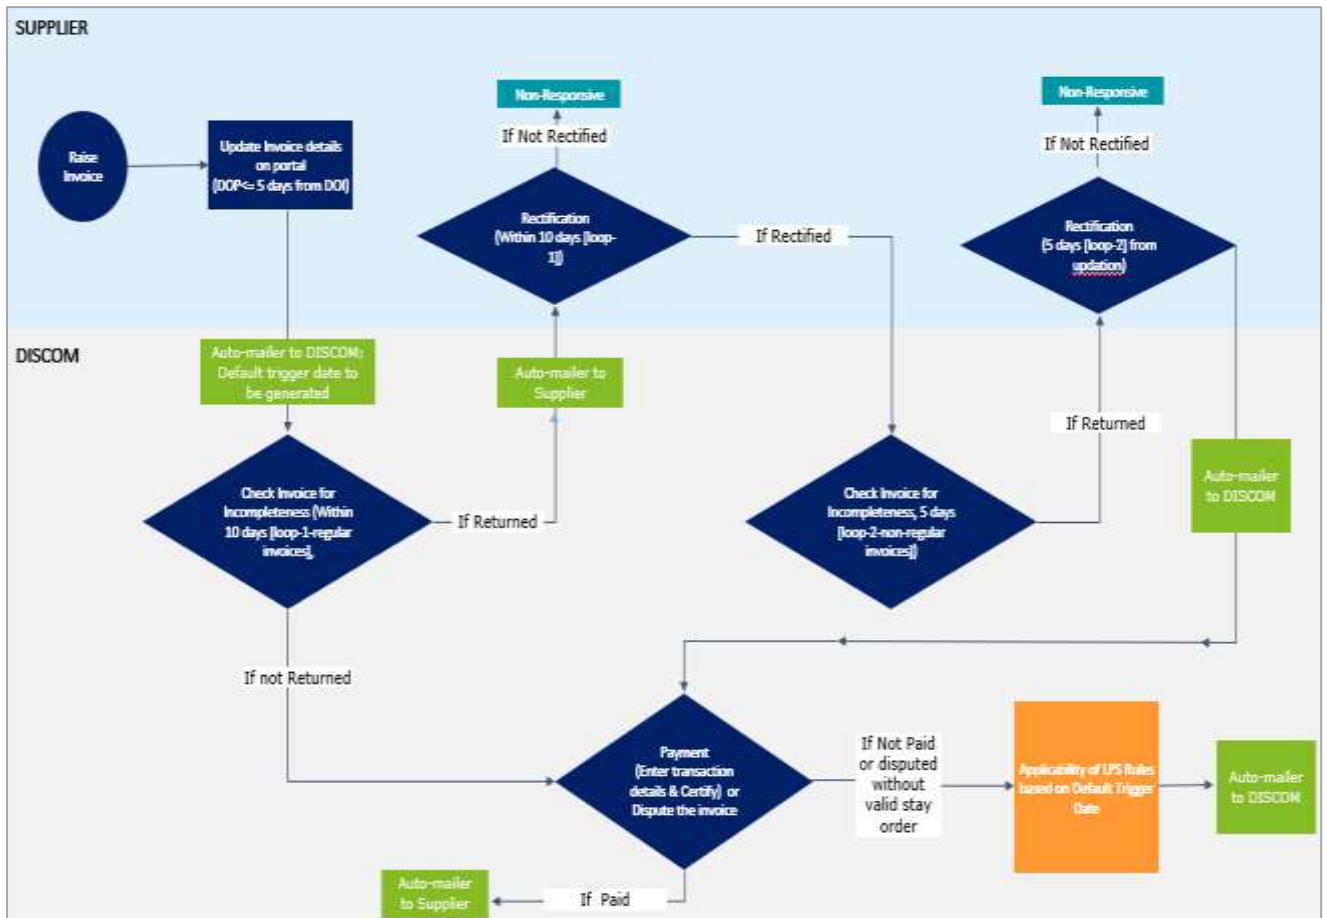 SUPPLIER
Raise
Invoice
Update Invoice details
on portal
(DOP<= 5 days from DOI)
Non-Responsive
If Not Rectified
Rectification
(Within 10 days [loop-
1])
If Rectified
Non-Responsive
If Not Rectified
Rectification
(5 days [loop-2] from
updation)
DISCOM
Auto-mailer to DISCOM;
Default trigger date to
be generated
Auto-mailer to
Supplier
Check Invoice for
Incompleteness (Within
10 days [loop-1-regular
invoices],
If Returned
Check Invoice for
Incompleteness, 5 days
[loop-2-non-regular
invoices])
If Returned
Auto-mailer
to DISCOM
If not Returned
Payment
(Enter transaction
details & Certify) or
Dispute the invoice
If Not Paid
or disputed
without
valid stay
order
Applicability of LPS Rules
based on Default Trigger
Date
Auto-mailer
to DISCOM
If Paid
Auto-mailer
to Supplier